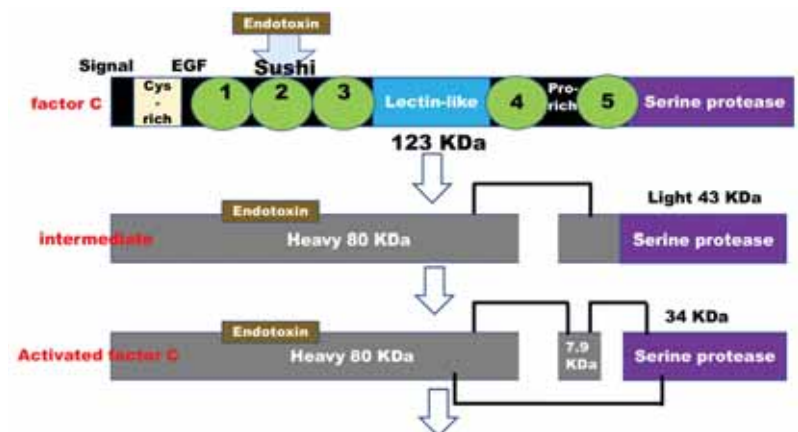 Endotoxin
Signal EGF Sushi
factor C
Cys
-
rich
1
2
3
Lectin-like
4
Pro-
rich
5
Serine protease
123 KDa
Light 43 KDa
Endotoxin
intermediate
Heavy 80 KDa
Serine protease
34 KDa
Endotoxin
Activated factor C
Heavy 80 KDa
7.9
KDa
Serine protease